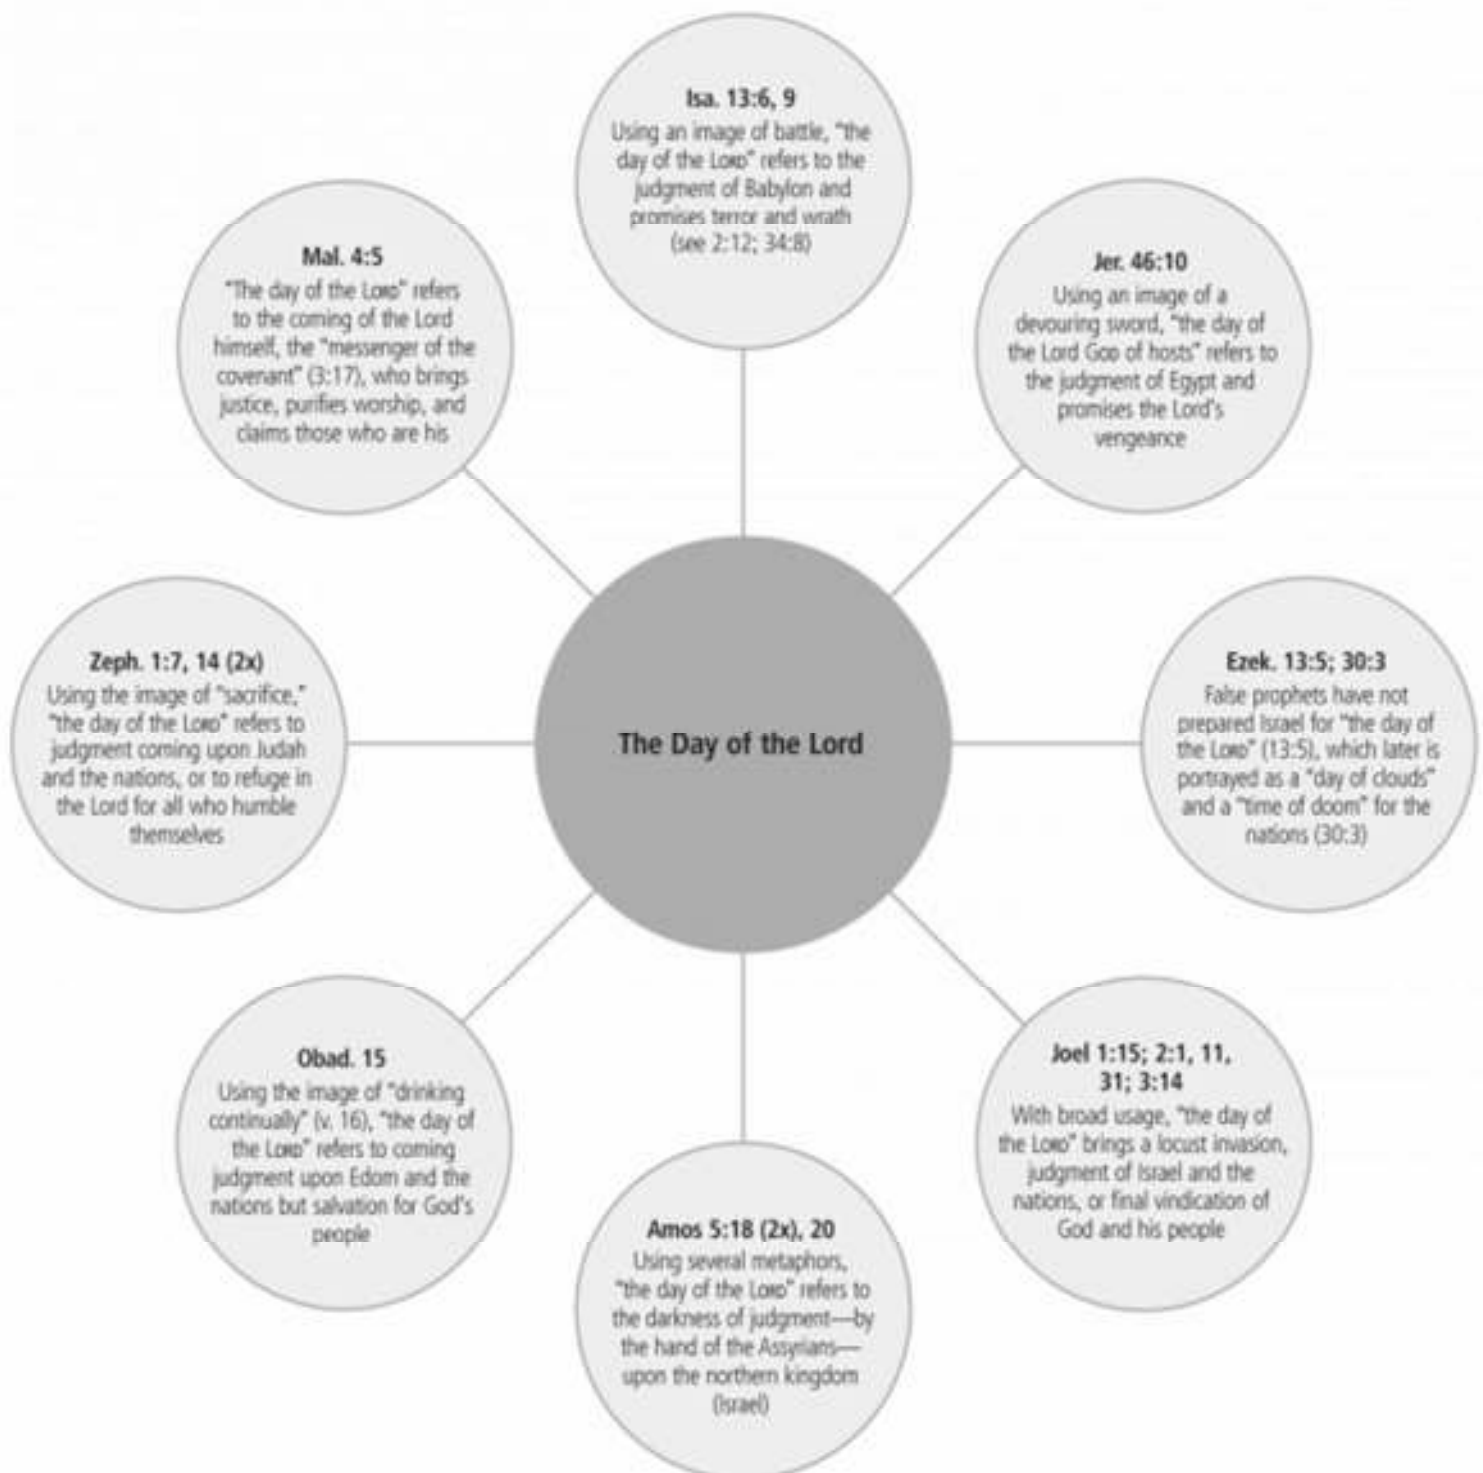 Isa. 13:6, 9
Using an image of battle, "the
day of the LORD" refers to the
judgment of Babylon and
promises terror and wrath
(see 2:12; 34:8)
Jer. 46:10
Using an image of a
devouring sword, "the day of
the Lord GOD of hosts" refers to
the judgment of Egypt and
promises the Lord's
vengeance
Ezek. 13:5; 30:3
False prophets have not
prepared Israel for "the day of
the LORD" (13:5), which later is
portrayed as a "day of clouds"
and a "time of doom" for the
nations (30:3)
Joel 1:15; 2:1, 11,
31; 3:14
With broad usage, "the day of
the LORD" brings a locust invasion,
judgment of Israel and the
nations, or final vindication of
God and his people
Amos 5:18 (2x), 20
Using several metaphors,
"the day of the LORD" refers to
the darkness of judgment—by
the hand of the Assyrians—
upon the northern kingdom
(Israel)
Obad. 15
Using the image of "drinking
continually" (v. 16), "the day of
the LORD" refers to coming
judgment upon Edom and the
nations but salvation for God's
people
Zeph. 1:7, 14 (2x)
Using the image of "sacrifice,"
"the day of the LORD" refers to
judgment coming upon Judah
and the nations, or to refuge in
the Lord for all who humble
themselves
Mal. 4:5
"The day of the LORD" refers
to the coming of the Lord
himself, the "messenger of the
covenant" (3:17), who brings
justice, purifies worship, and
claims those who are his
The Day of the Lord